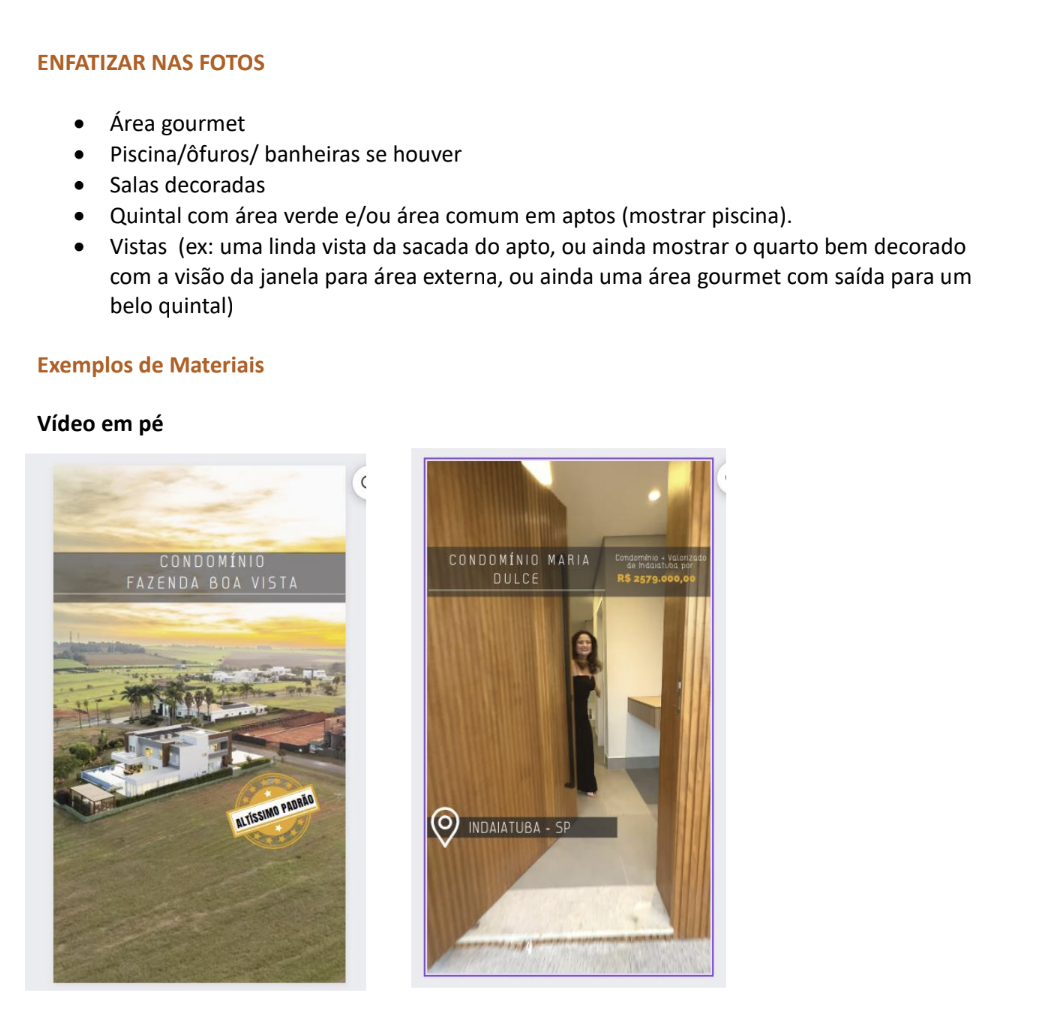 ENFATIZAR NAS FOTOS
• Área gourmet
• Piscina/ôfuros/ banheiras se houver
• Salas decoradas
• Quintal com área verde e/ou área comum em aptos (mostrar piscina).
• Vistas  (ex: uma linda vista da sacada do apto, ou ainda mostrar o quarto bem decorado
com a visão da janela para área externa, ou ainda uma área gourmet com saída para um
belo quintal)
Exemplos de Materiais
Vídeo em pé
CONDOMÍNIO
FAZENDA BOA VISTA
ALTÍSSIMO PADRÃO
CONDOMÍNIO MARIA
DULCE
Condomínio + Valorizado
de Indaiatuba por
R$ 2579.000,00
INDAIATUBA - SP